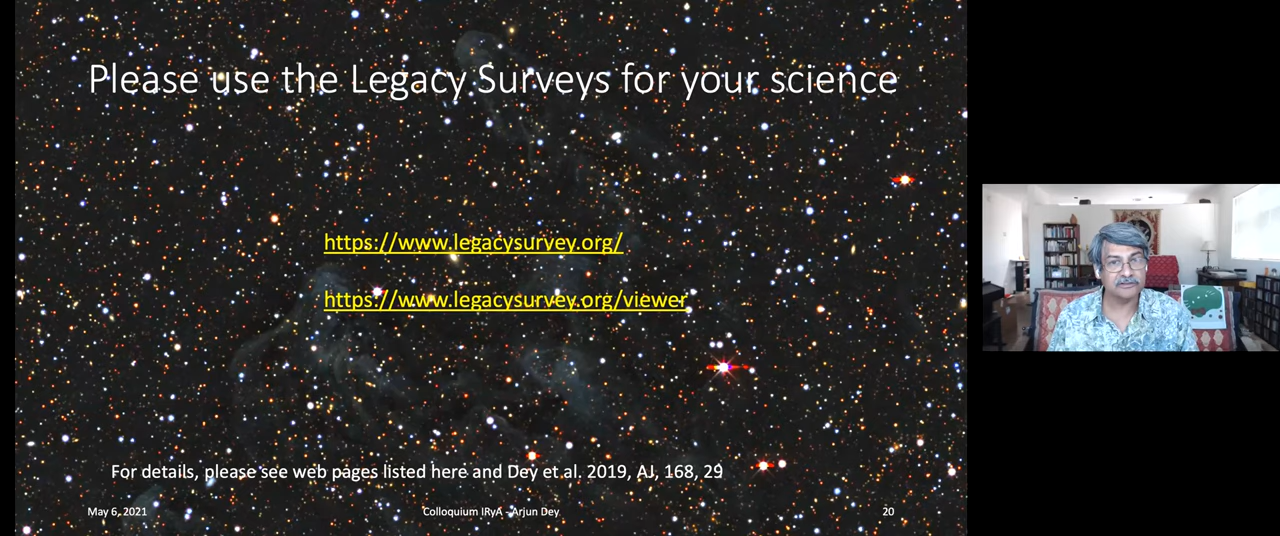 Please use the Legacy Surveys for your science
https://www.legacysurvey.org/
https://www.legacysurvey.org/viewer
For details, please see web pages listed here and Dey et al. 2019, AJ, 168, 29
May 6, 2021
Colloquium IRyA - Arjun Dey
20